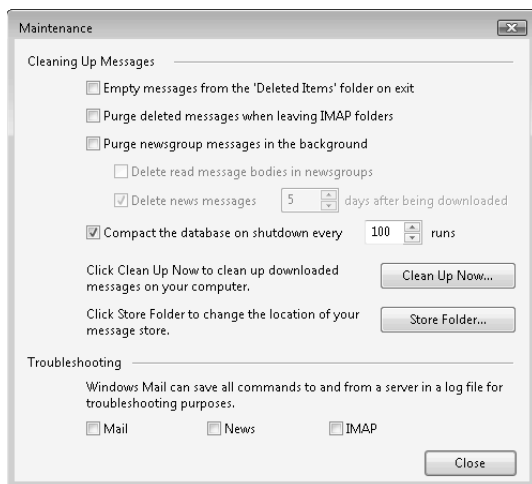 Maintenance
Cleaning Up Messages
Empty messages from the 'Deleted Items' folder on exit
Purge deleted messages when leaving IMAP folders
Purge newsgroup messages in the background
Delete read message bodies in newsgroups
Delete news messages 5 days after being downloaded
Compact the database on shutdown every 100 runs
Click Clean Up Now to clean up downloaded
messages on your computer.
Clean Up Now...
Click Store Folder to change the location of your
message store.
Store Folder...
Troubleshooting
Windows Mail can save all commands to and from a server in a log file for
troubleshooting purposes.
Mail News IMAP
Close